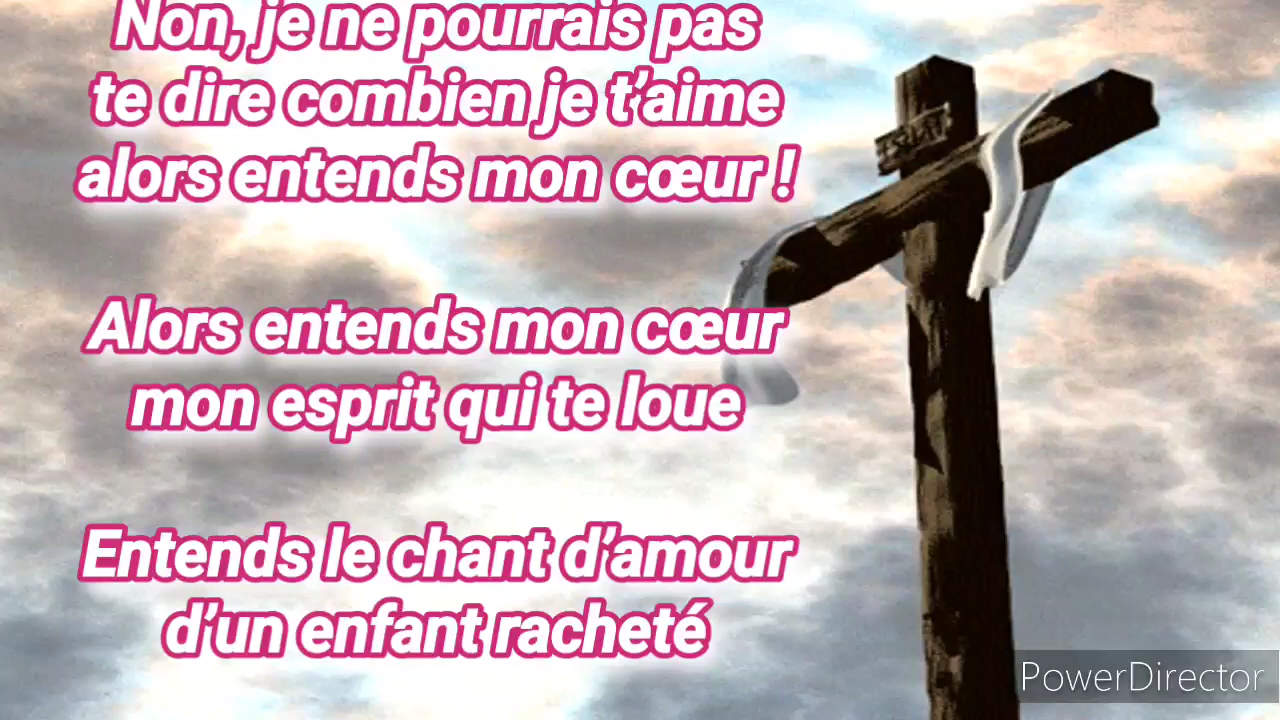 Non, je ne pourrais pas
te dire combien je t’aime
alors entends mon cœur !
Alors entends mon cœur
mon esprit qui te loue
Entends le chant d’amour
d’un enfant racheté
PowerDirector